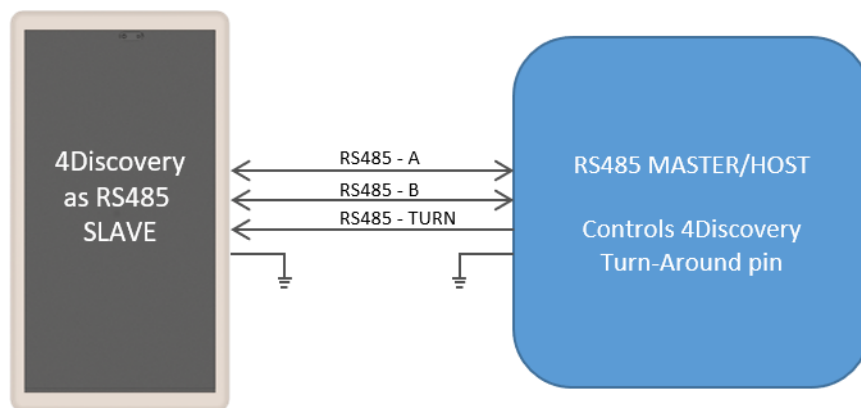 4Discovery
as RS485
SLAVE
RS485 - A
RS485 - B
RS485 - TURN
RS485 MASTER/HOST
Controls 4Discovery
Turn-Around pin